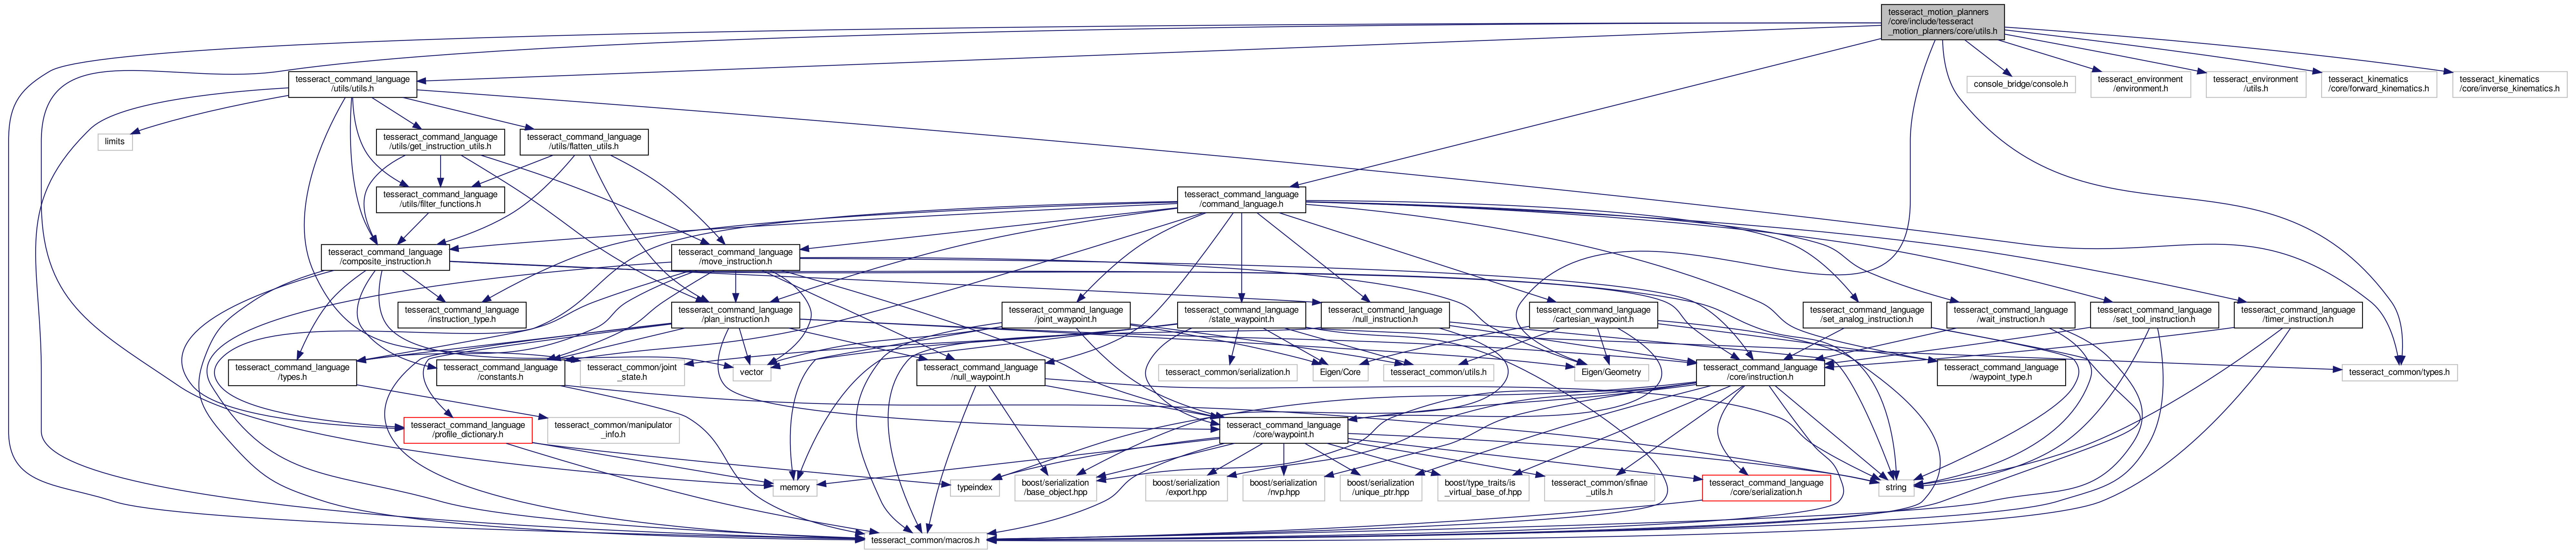 tesseract_motion_planners
/core/include/tesseract
_motion_planners/core/utils.h
tesseract_command_language
/utils/utils.h
console_bridge/console.h
tesseract_environment
/environment.h
tesseract_environment
/utils.h
tesseract_kinematics
/core/forward_kinematics.h
tesseract_kinematics
/core/inverse_kinematics.h
limits
tesseract_command_language
/utils/get_instruction_utils.h
tesseract_command_language
/utils/flatten_utils.h
tesseract_command_language
/utils/filter_functions.h
tesseract_command_language
/command_language.h
tesseract_command_language
/composite_instruction.h
tesseract_command_language
/move_instruction.h
tesseract_command_language
/instruction_type.h
tesseract_command_language
/plan_instruction.h
tesseract_command_language
/joint_waypoint.h
tesseract_command_language
/state_waypoint.h
tesseract_command_language
/null_instruction.h
tesseract_command_language
/cartesian_waypoint.h
tesseract_command_language
/set_analog_instruction.h
tesseract_command_language
/wait_instruction.h
tesseract_command_language
/set_tool_instruction.h
tesseract_command_language
/timer_instruction.h
tesseract_command_language
/types.h
tesseract_command_language
/constants.h
tesseract_common/joint
_state.h
vector
tesseract_command_language
/null_waypoint.h
tesseract_common/serialization.h
Eigen/Core
tesseract_common/utils.h
Eigen/Geometry
tesseract_command_language
/core/instruction.h
tesseract_command_language
/waypoint_type.h
tesseract_common/types.h
tesseract_command_language
/profile_dictionary.h
tesseract_common/manipulator
_info.h
tesseract_command_language
/core/waypoint.h
memory
typeindex
boost/serialization
/base_object.hpp
boost/serialization
/export.hpp
boost/serialization
/nvp.hpp
boost/serialization
/unique_ptr.hpp
boost/type_traits/is
_virtual_base_of.hpp
tesseract_common/sfinae
_utils.h
tesseract_command_language
/core/serialization.h
string
tesseract_common/macros.h